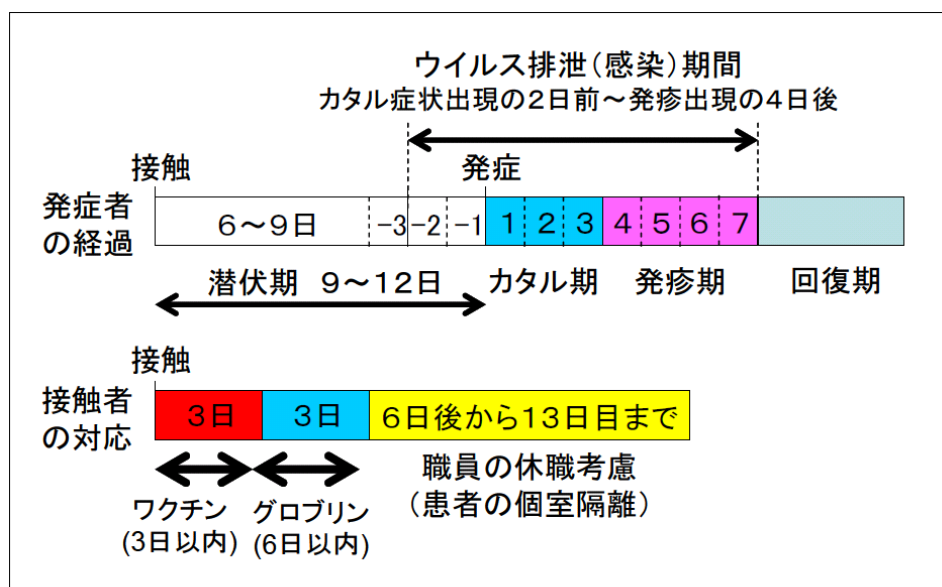 ウイルス排泄（感染）期間
カタル症状出現の２日前～発疹出現の４日後
接触
発症
発症者
の経過
６～９日
-3
-2
-1
1
2
3
4
5
6
7
潜伏期 ９～１２日
カタル期
発疹期
回復期
接触
接触者
の対応
３日
３日
６日後から１３日目まで
ワクチン
(3日以内)
グロブリン
(6日以内)
職員の休職考慮
（患者の個室隔離）